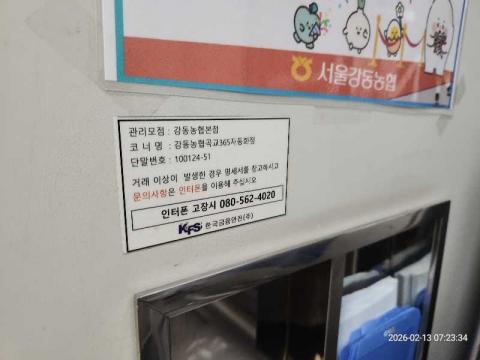 서울강동농협
관리모점 : 강동농협본점
코 너 명 : 강동농협곡교365자동화점
단말번호 : 100124-51
거래 이상이 발생한 경우 명세서를 참고하시고
문의사항은 인터폰을 이용해 주십시오
인터폰 고장시 080-562-4020
KFS 한국금융안전(주)
2026-02-13 07:23:34